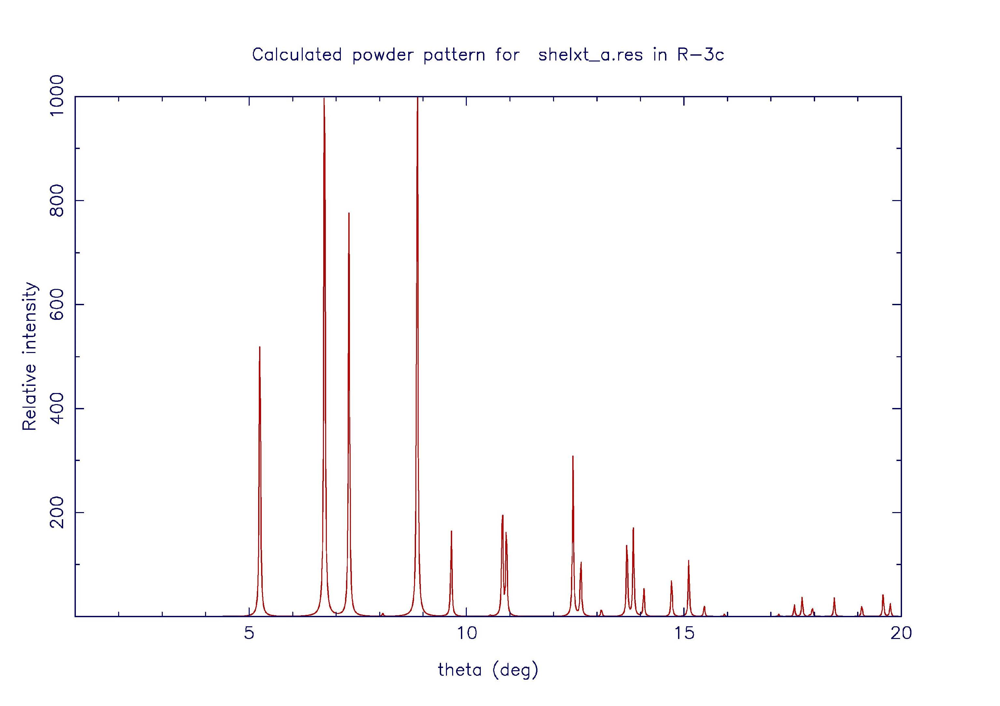 Calculated powder pattern for  shelxt_a.res in R-3c
1000
800
600
400
200
Relative intensity
5 10 15 20
theta (deg)